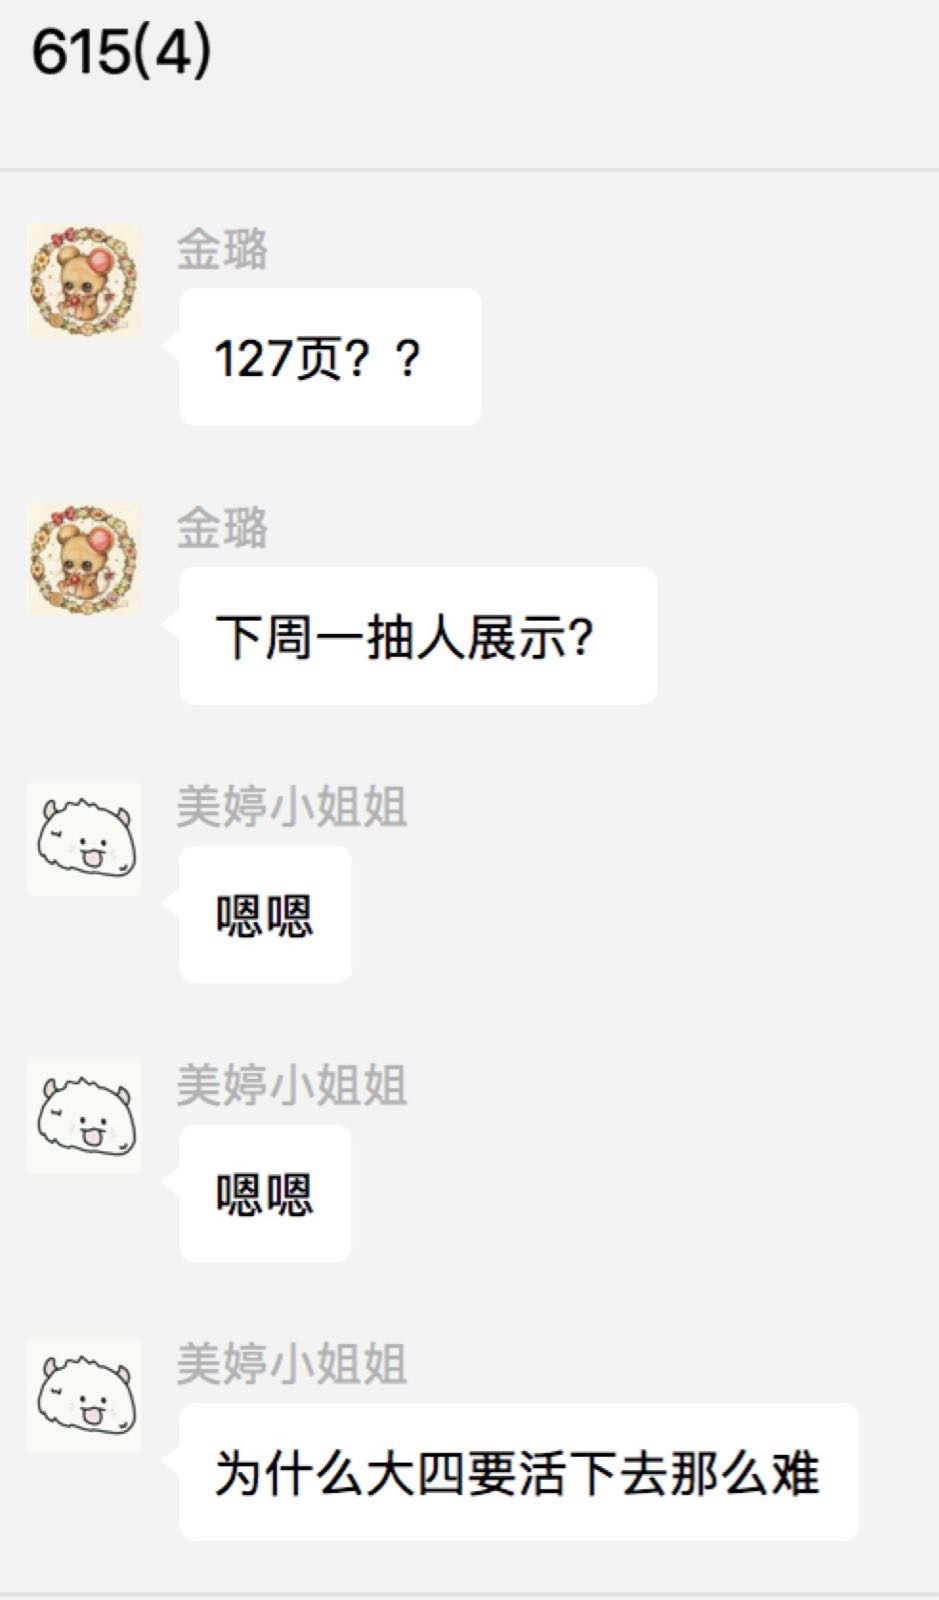 615(4)
金璐
127页？？
金璐
下周一抽人展示？
美婷小姐姐
嗯嗯
美婷小姐姐
嗯嗯
美婷小姐姐
为什么大四要活下去那么难